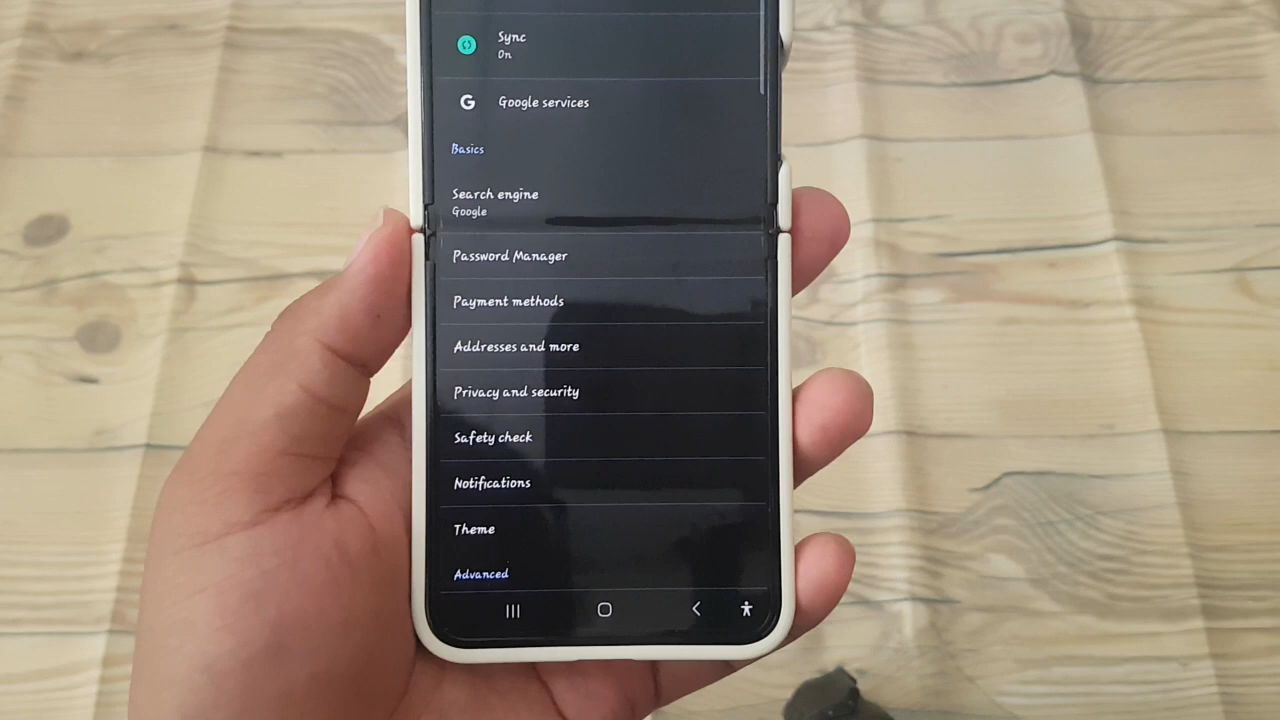 Sync
On
G
Google services
Basics
Search engine
Google
Password Manager
Payment methods
Addresses and more
Privacy and security
Safety check
Notifications
Theme
Advanced